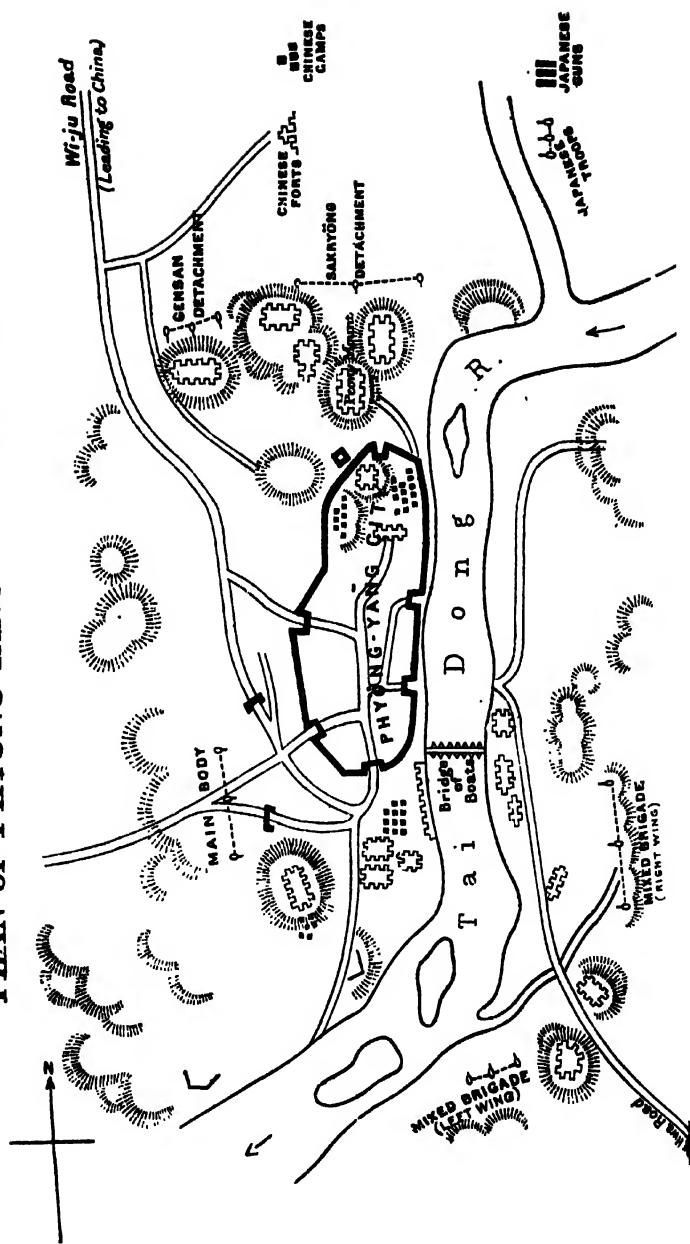 PLAN of PHYONG-YANG
N
Wi-ju Road
(Leading to China)
CHINESE
CAMPS
CHINESE
FORTS
JAPANESE
GUNS
JAPANESE
TROOPS
GENSAN
DETACHMENT
SAKRYÖNG
DETACHMENT
Mount
MAIN BODY
PHYÖNG-YANG CITY
Bridge
of
Boats
Tai Dong R.
MIXED BRIGADE
(LEFT WING)
MIXED BRIGADE
(RIGHT WING)
Road